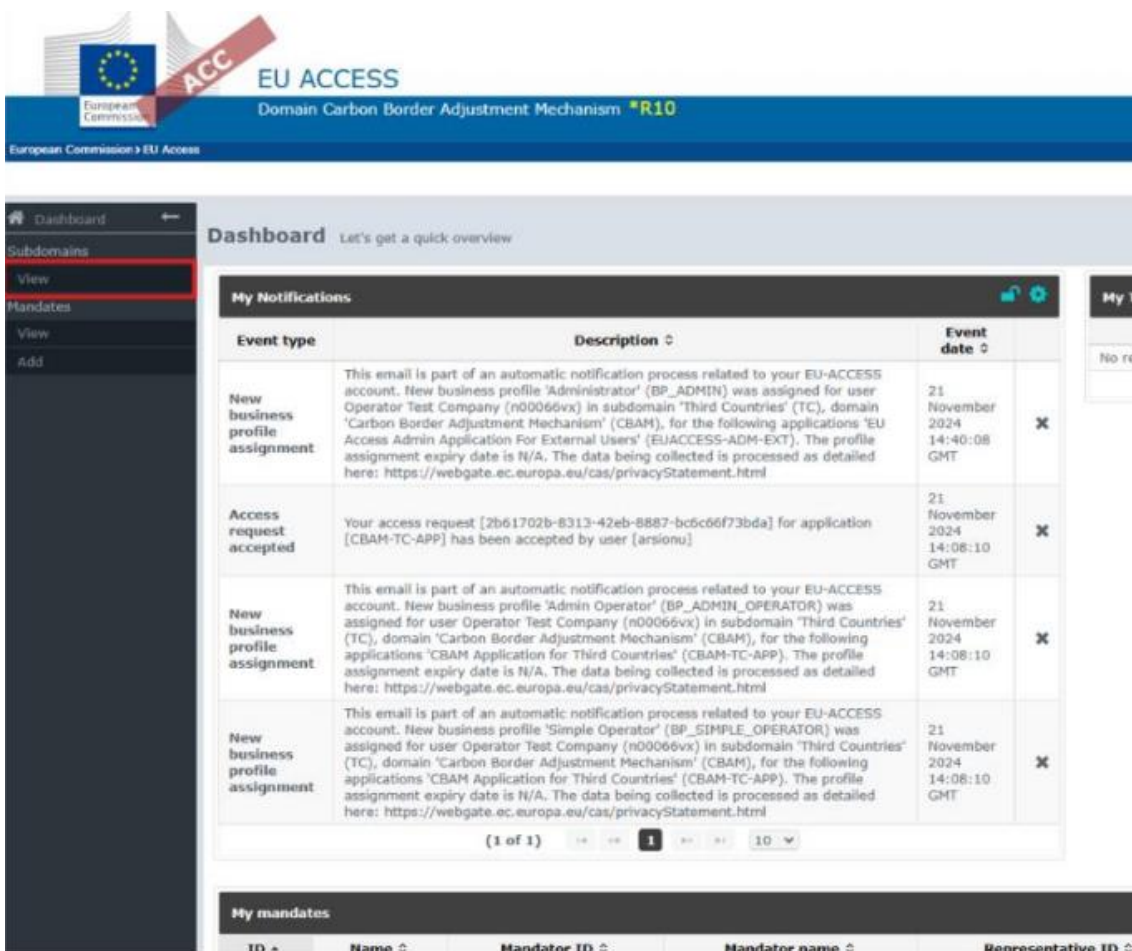 ACC
EU ACCESS
European
Commission
Domain Carbon Border Adjustment Mechanism *R10
European Commission > EU Access
Dashboard
Subdomains
View
Mandates
View
Add
Dashboard Let's get a quick overview
My Notifications
Event type Description Event
date
New
business
profile
assignment
This email is part of an automatic notification process related to your EU-ACCESS
account. New business profile 'Administrator' (BP_ADMIN) was assigned for user
Operator Test Company (n00066vx) in subdomain 'Third Countries' (TC), domain
'Carbon Border Adjustment Mechanism' (CBAM), for the following applications 'EU
Access Admin Application For External Users' (EUACCESS-ADM-EXT). The profile
assignment expiry date is N/A. The data being collected is processed as detailed
here: https://webgate.ec.europa.eu/cas/privacyStatement.html
21
November
2024
14:40:08
GMT
Access
request
accepted
Your access request [2b61702b-8313-42eb-8887-bc6c66f73bda] for application
[CBAM-TC-APP] has been accepted by user [arsionu]
21
November
2024
14:08:10
GMT
New
business
profile
assignment
This email is part of an automatic notification process related to your EU-ACCESS
account. New business profile 'Admin Operator' (BP_ADMIN_OPERATOR) was
assigned for user Operator Test Company (n00066vx) in subdomain 'Third Countries'
(TC), domain 'Carbon Border Adjustment Mechanism' (CBAM), for the following
applications 'CBAM Application for Third Countries' (CBAM-TC-APP). The profile
assignment expiry date is N/A. The data being collected is processed as detailed
here: https://webgate.ec.europa.eu/cas/privacyStatement.html
21
November
2024
14:08:10
GMT
New
business
profile
assignment
This email is part of an automatic notification process related to your EU-ACCESS
account. New business profile 'Simple Operator' (BP_SIMPLE_OPERATOR) was
assigned for user Operator Test Company (n00066vx) in subdomain 'Third Countries'
(TC), domain 'Carbon Border Adjustment Mechanism' (CBAM), for the following
applications 'CBAM Application for Third Countries' (CBAM-TC-APP). The profile
assignment expiry date is N/A. The data being collected is processed as detailed
here: https://webgate.ec.europa.eu/cas/privacyStatement.html
21
November
2024
14:08:10
GMT
(1 of 1) 1 10
My
No
My mandates
ID Name Mandator ID Mandator name Representative ID